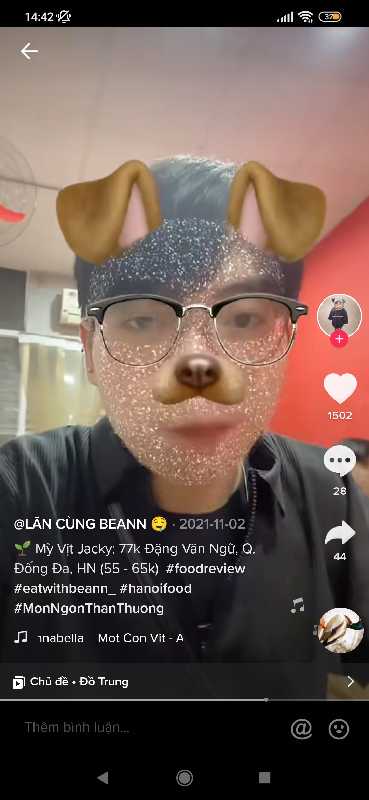 14:42
32
@LĂN CÙNG BEANN 🤤 · 2021-11-02
🌱 Mỳ Vịt Jacky: 77k Đặng Văn Ngữ, Q.
Đống Đa, HN (55 - 65k) #foodreview
#eatwithbeann_ #hanoifood
#MonNgonThanThuong
nnabella Mot Con Vit - A
1502
28
44
Chủ đề • Đồ Trung
Thêm bình luận...